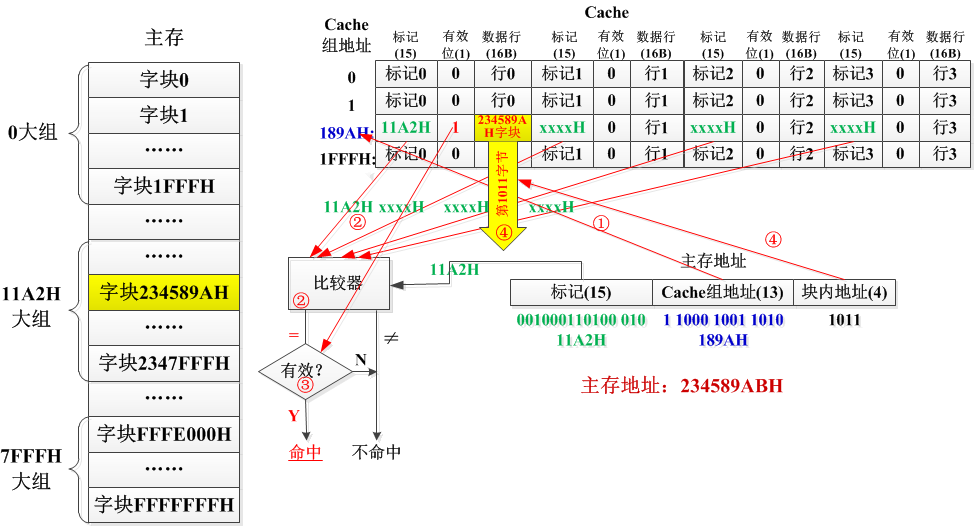 主存
字块0
字块1
……
字块1FFFH
……
……
字块234589AH
……
字块2347FFFH
……
字块FFFE000H
……
字块FFFFFFFH
0大组
11A2H
大组
7FFFH
大组
Cache
Cache
组地址
标记
(15)
有效
位(1)
数据行
(16B)
标记
(15)
有效
位(1)
数据行
(16B)
标记
(15)
有效
位(1)
数据行
(16B)
标记
(15)
有效
位(1)
数据行
(16B)
0 标记0 0 行0 标记1 0 行1 标记2 0 行2 标记3 0 行3
1 标记0 0 行0 标记1 0 行1 标记2 0 行2 标记3 0 行3
189AH: 11A2H 1 234589A
H字块 xxxxH 0 行1 xxxxH 0 行2 xxxxH 0 行3
1FFFH: 标记0 0 标记1 0 行1 标记2 0 行2 标记3 0 行3
第1011字节
④
11A2H xxxxH xxxxH xxxxH
②
①
④
11A2H
比较器
②
=
≠
有效?
③
N
Y
命中
不命中
主存地址
标记(15) Cache组地址(13) 块内地址(4)
001000110100 010 1 1000 1001 1010 1011
11A2H 189AH
主存地址：234589ABH